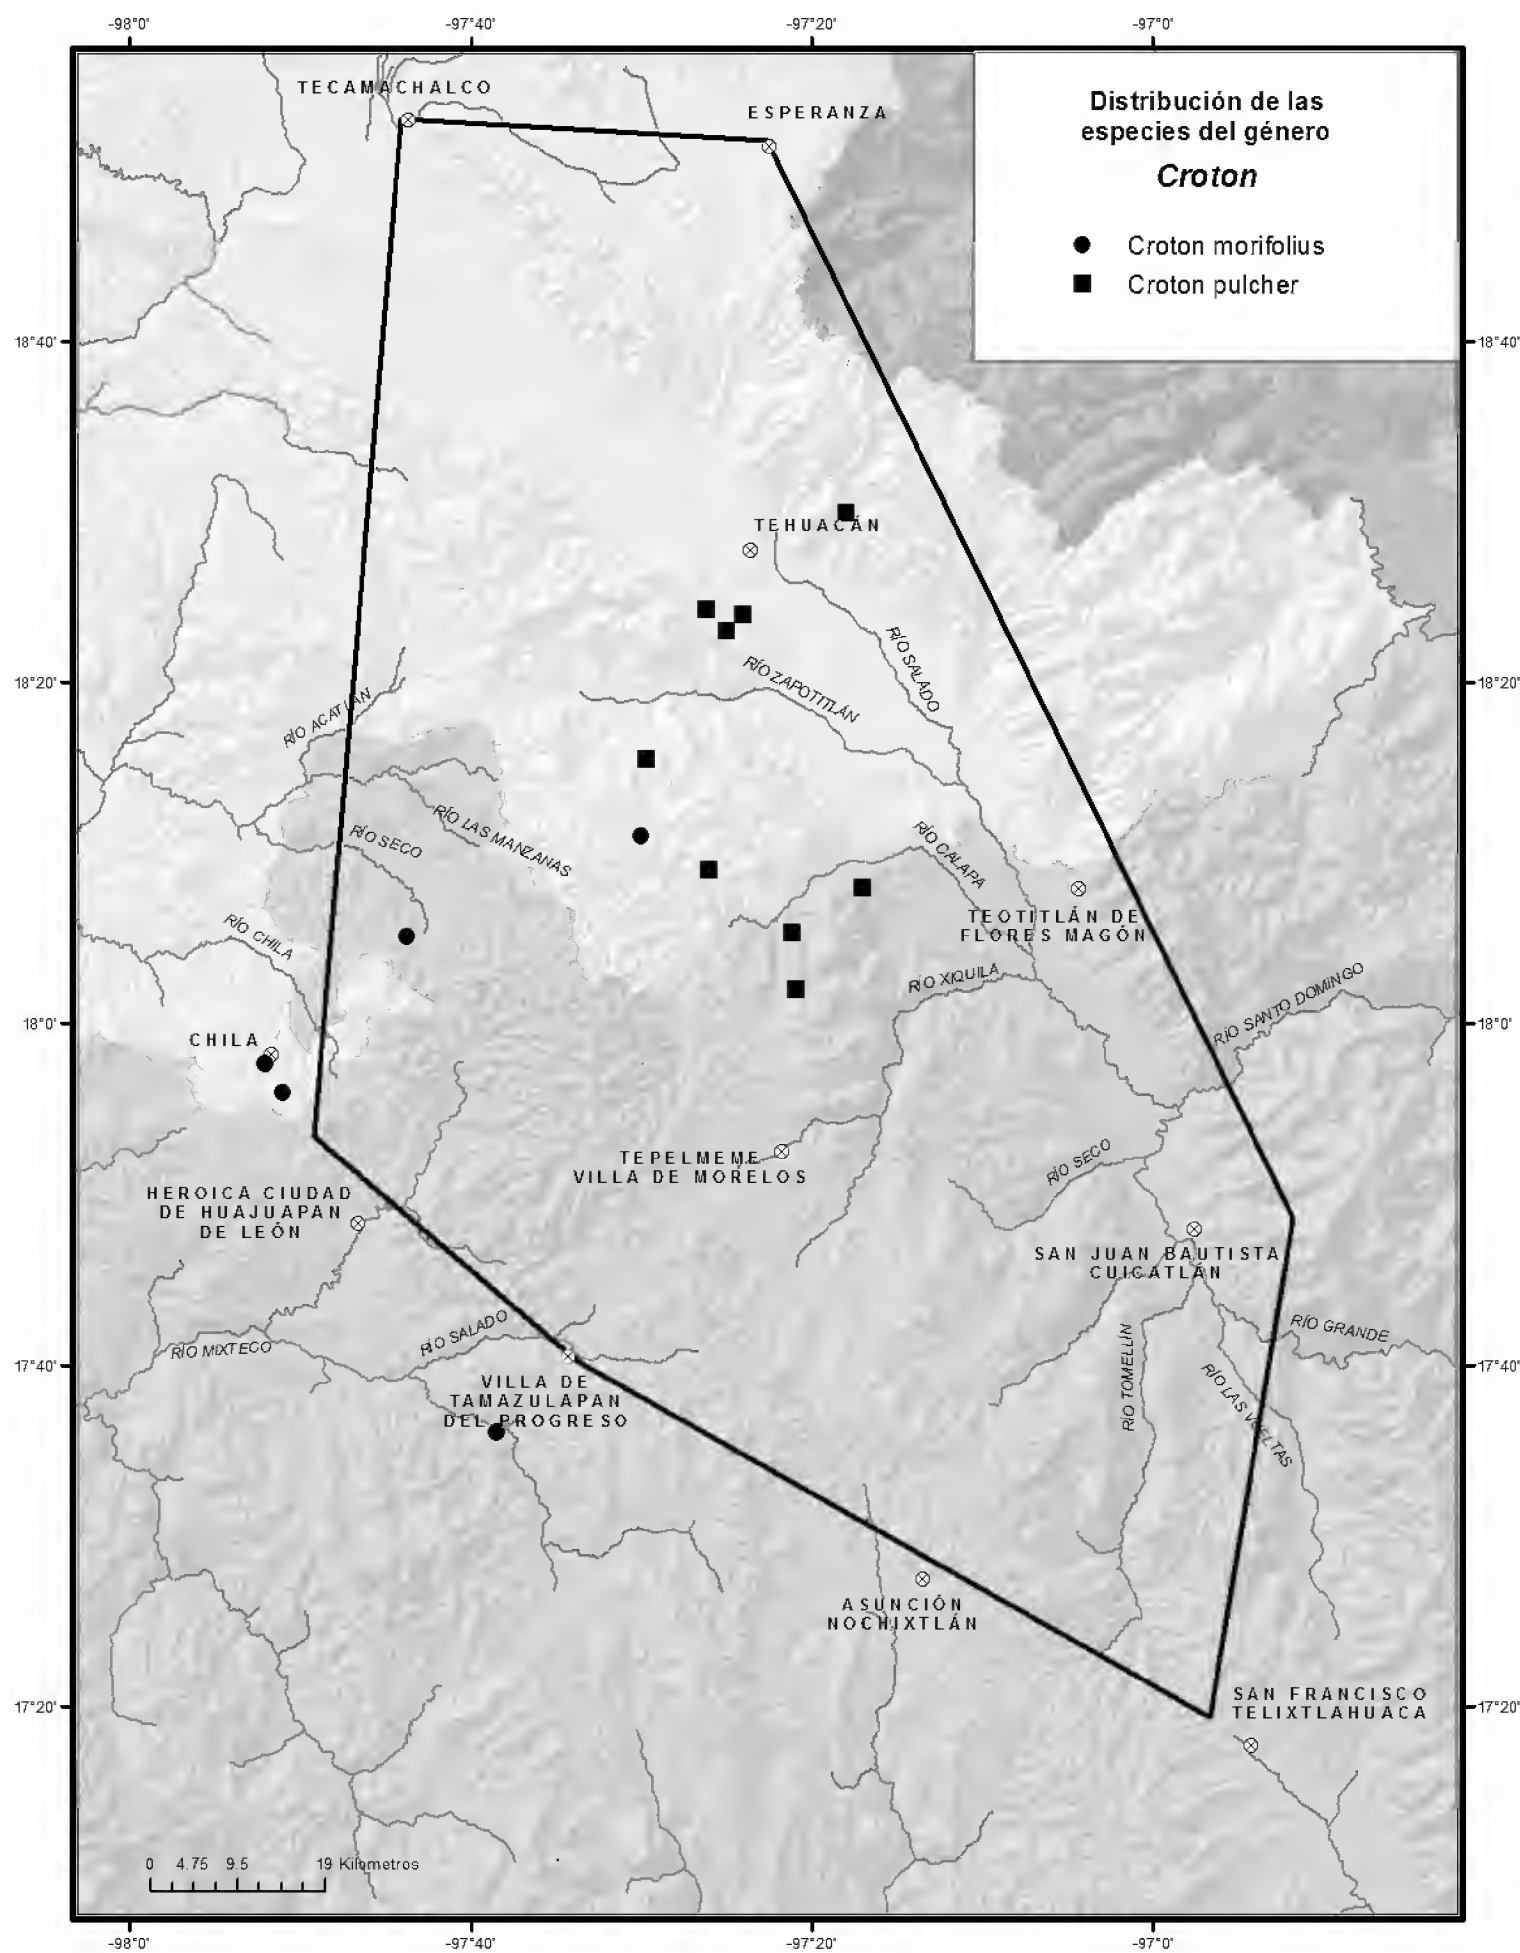 -98°0' -97°40' -97°20' -97°0'
TECAMACHALCO
ESPERANZA
Distribución de las
especies del género
Croton
Croton morifolius
Croton pulcher
18°40' 18°40'
TEHUACÁN
RÍO SALADO
RÍO ZAPOTITLÁN
18°20' 18°20'
RÍO ACATLÁN
RÍO LAS MANZANAS
RÍO SECO
RÍO CALAPA
TEOTITLÁN DE
FLORES MAGÓN
RÍO CHILA
RÍO XIQUILA
RÍO SANTO DOMINGO
18°0' 18°0'
CHILA
TEPELMEME
VILLA DE MORELOS
RÍO SECO
HEROICA CIUDAD
DE HUAJUAPAN
DE LEÓN
SAN JUAN BAUTISTA
CUICATLÁN
RÍO SALADO
RÍO GRANDE
RÍO MIXTECO
17°40' 17°40'
RÍO TOMELLÍN
RÍO LAS VUELTAS
VILLA DE
TAMAZULAPAN
DEL PROGRESO
ASUNCIÓN
NOCHIXTLÁN
SAN FRANCISCO
TELIXTLAHUACA
17°20' 17°20'
0 4.75 9.5 19 Kilometros
-98°0' -97°40' -97°20' -97°0'